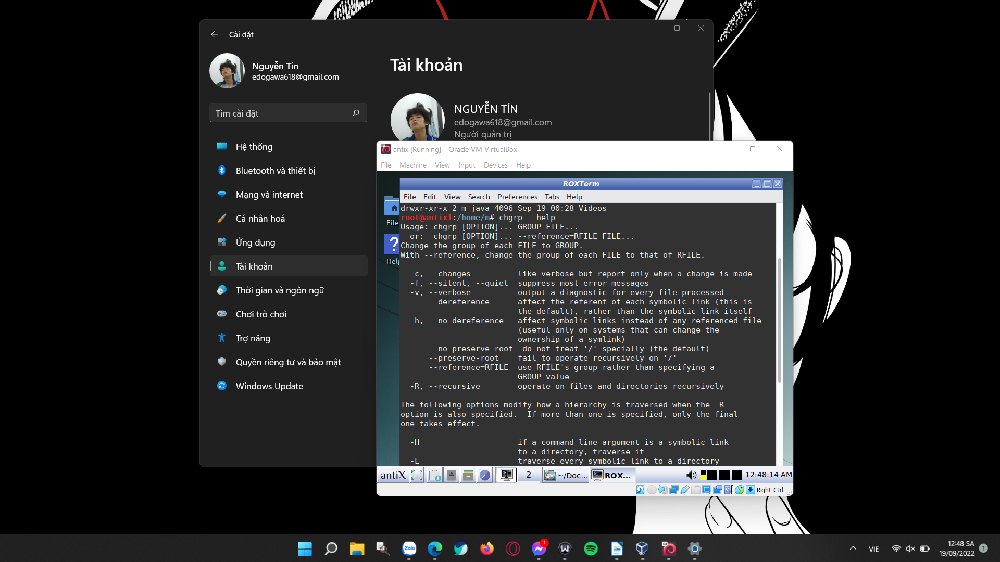 Cài đặt
Nguyễn Tín
edogawa618@gmail.com
Tìm cài đặt
Hệ thống
Bluetooth và thiết bị
Mạng và internet
Cá nhân hoá
Ứng dụng
Tài khoản
Thời gian và ngôn ngữ
Chơi trò chơi
Trợ năng
Quyền riêng tư và bảo mật
Windows Update
Tài khoản
NGUYỄN TÍN
edogawa618@gmail.com
Người quản trị
antix [Running] - Oracle VM VirtualBox
File Machine View Input Devices Help
File
Help
ROXTerm
File Edit View Search Preferences Tabs Help
drwxr-xr-x 2 m java 4096 Sep 19 00:28 Videos
root@antix1:/home/m# chgrp --help
Usage: chgrp [OPTION]... GROUP FILE...
  or:  chgrp [OPTION]... --reference=RFILE FILE...
Change the group of each FILE to GROUP.
With --reference, change the group of each FILE to that of RFILE.
  -c, --changes          like verbose but report only when a change is made
  -f, --silent, --quiet  suppress most error messages
  -v, --verbose          output a diagnostic for every file processed
      --dereference      affect the referent of each symbolic link (this is
                         the default), rather than the symbolic link itself
  -h, --no-dereference   affect symbolic links instead of any referenced file
                         (useful only on systems that can change the
                         ownership of a symlink)
      --no-preserve-root  do not treat '/' specially (the default)
      --preserve-root    fail to operate recursively on '/'
      --reference=RFILE  use RFILE's group rather than specifying a
                         GROUP value
  -R, --recursive        operate on files and directories recursively
The following options modify how a hierarchy is traversed when the -R
option is also specified.  If more than one is specified, only the final
one takes effect.
  -H                     if a command line argument is a symbolic link
                         to a directory, traverse it
  -L                     traverse every symbolic link to a directory
antiX 2 ~/Doc... ROX... 12:48:14 AM
Right Ctrl
Zalo 1 VIE 12:48 SA 1
19/09/2022